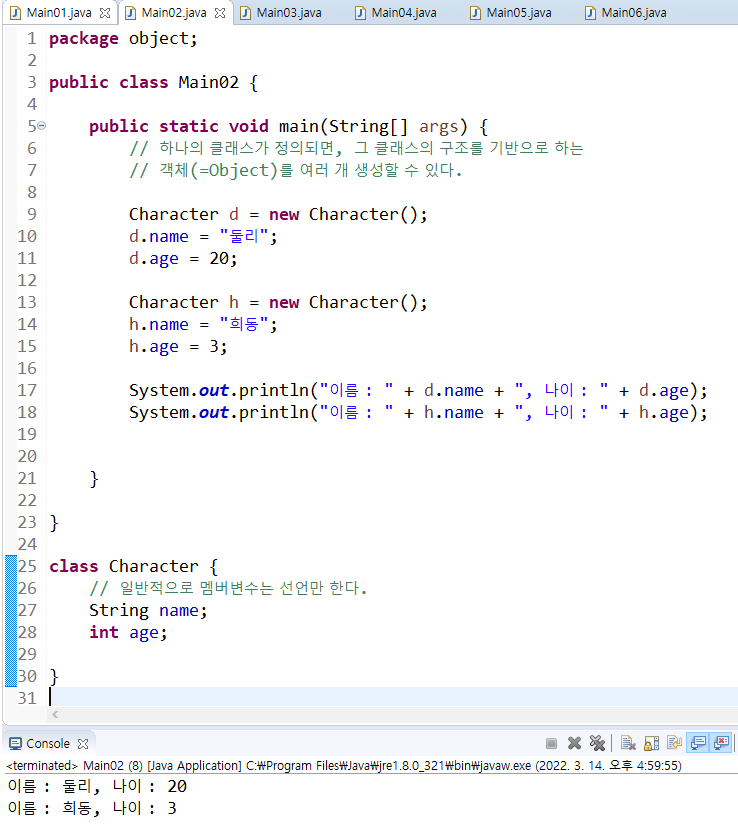 Main01.java Main02.java Main03.java Main04.java Main05.java Main06.java
1 package object;
2
3 public class Main02 {
4
5 public static void main(String[] args) {
6 // 하나의 클래스가 정의되면, 그 클래스의 구조를 기반으로 하는
7 // 객체(=Object)를 여러 개 생성할 수 있다.
8
9 Character d = new Character();
10 d.name = "둘리";
11 d.age = 20;
12
13 Character h = new Character();
14 h.name = "희동";
15 h.age = 3;
16
17 System.out.println("이름 : " + d.name + ", 나이 : " + d.age);
18 System.out.println("이름 : " + h.name + ", 나이 : " + h.age);
19
20
21 }
22
23 }
24
25 class Character {
26 // 일반적으로 멤버변수는 선언만 한다.
27 String name;
28 int age;
29
30 }
31
Console
<terminated> Main02 (8) [Java Application] C:₩Program Files₩Java₩jre1.8.0_321₩bin₩javaw.exe (2022. 3. 14. 오후 4:59:55)
이름 : 둘리, 나이 : 20
이름 : 희동, 나이 : 3